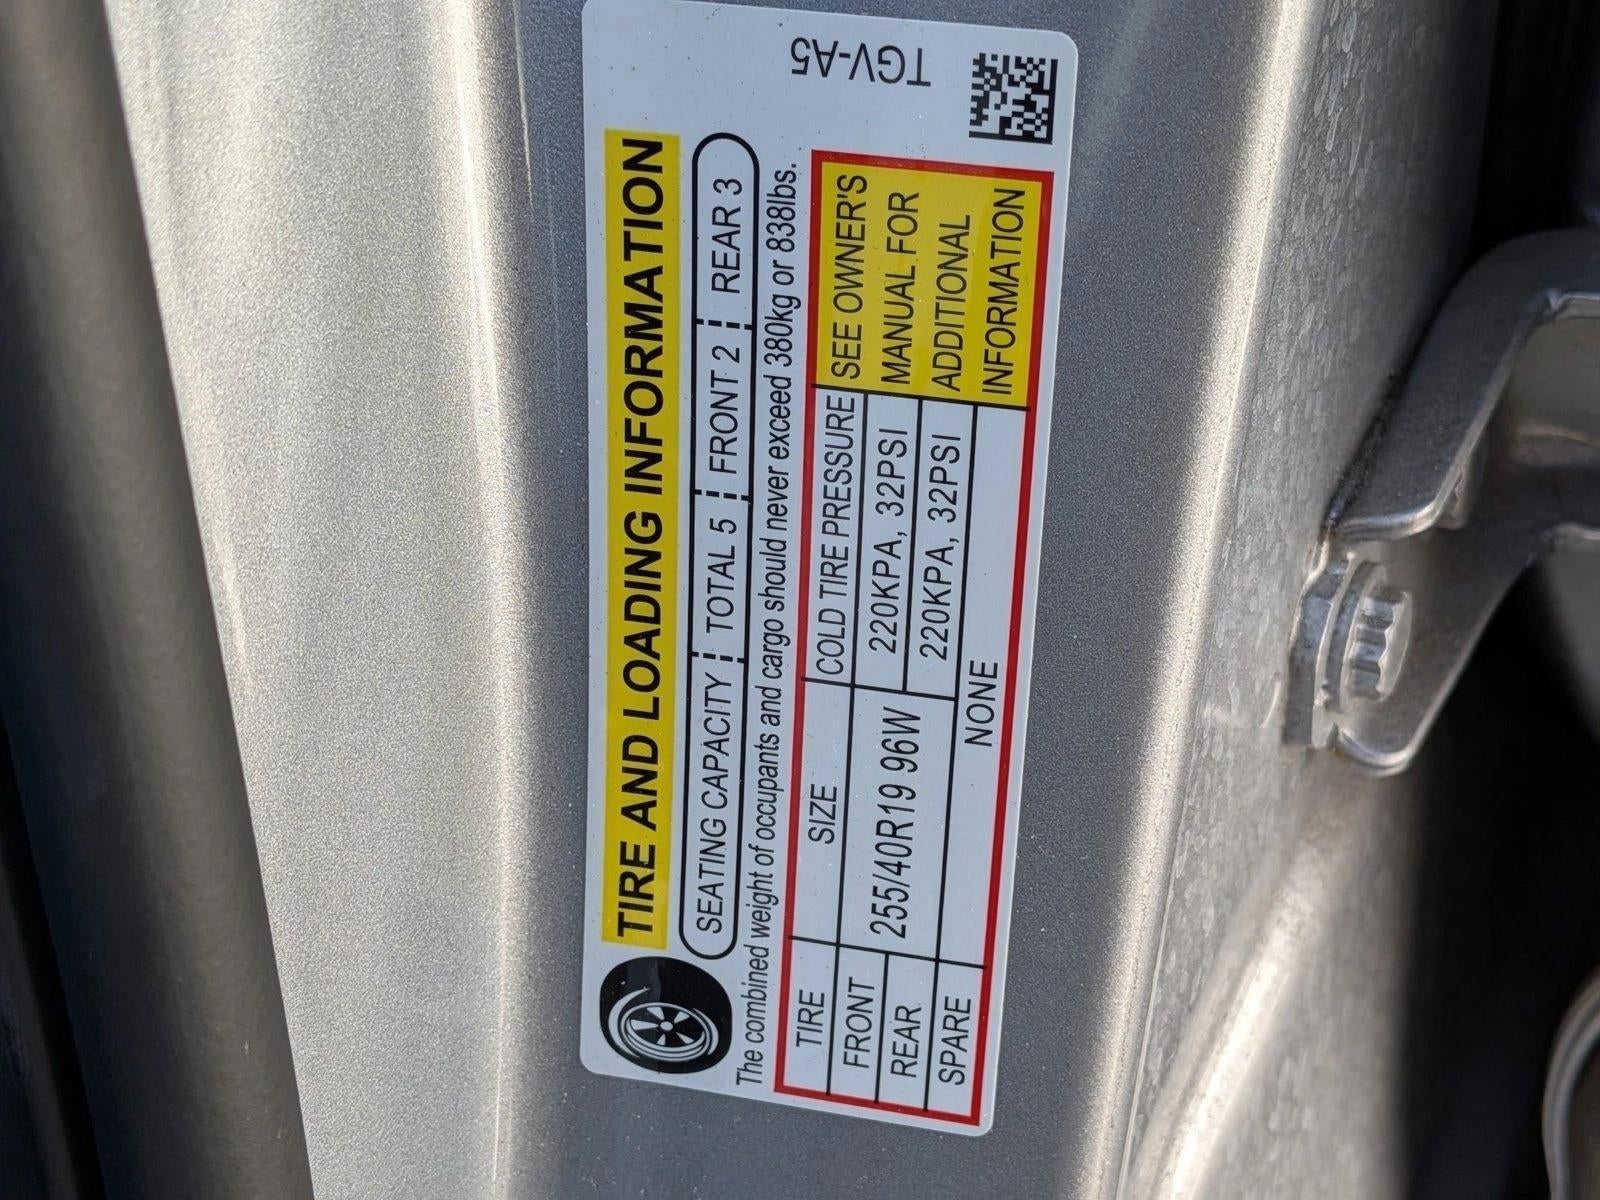 TIRE AND LOADING INFORMATION
SEATING CAPACITY TOTAL 5 FRONT 2 REAR 3
The combined weight of occupants and cargo should never exceed 380kg or 838lbs.
TIRE SIZE COLD TIRE PRESSURE
FRONT 255/40R19 96W 220KPA, 32PSI
REAR 220KPA, 32PSI
SPARE NONE
SEE OWNER'S
MANUAL FOR
ADDITIONAL
INFORMATION
TGV-A5